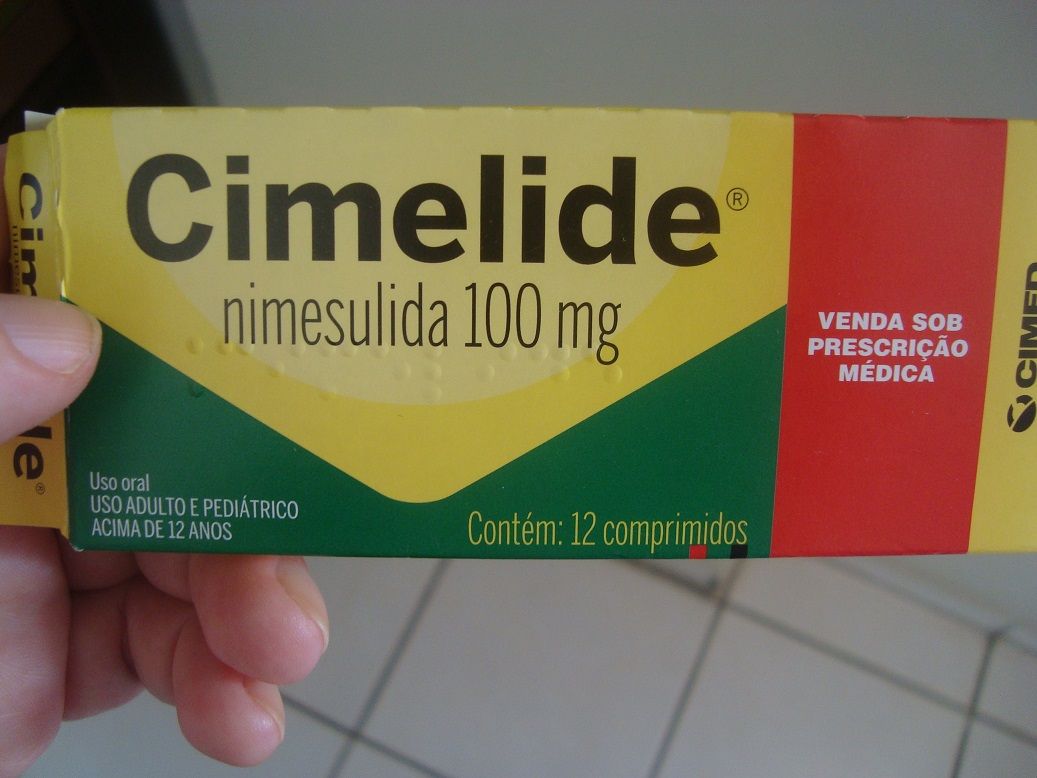 Cimelide®
nimesulida 100 mg
VENDA SOB
PRESCRIÇÃO
MÉDICA
CIMED
Uso oral
USO ADULTO E PEDIÁTRICO
ACIMA DE 12 ANOS
Contém: 12 comprimidos